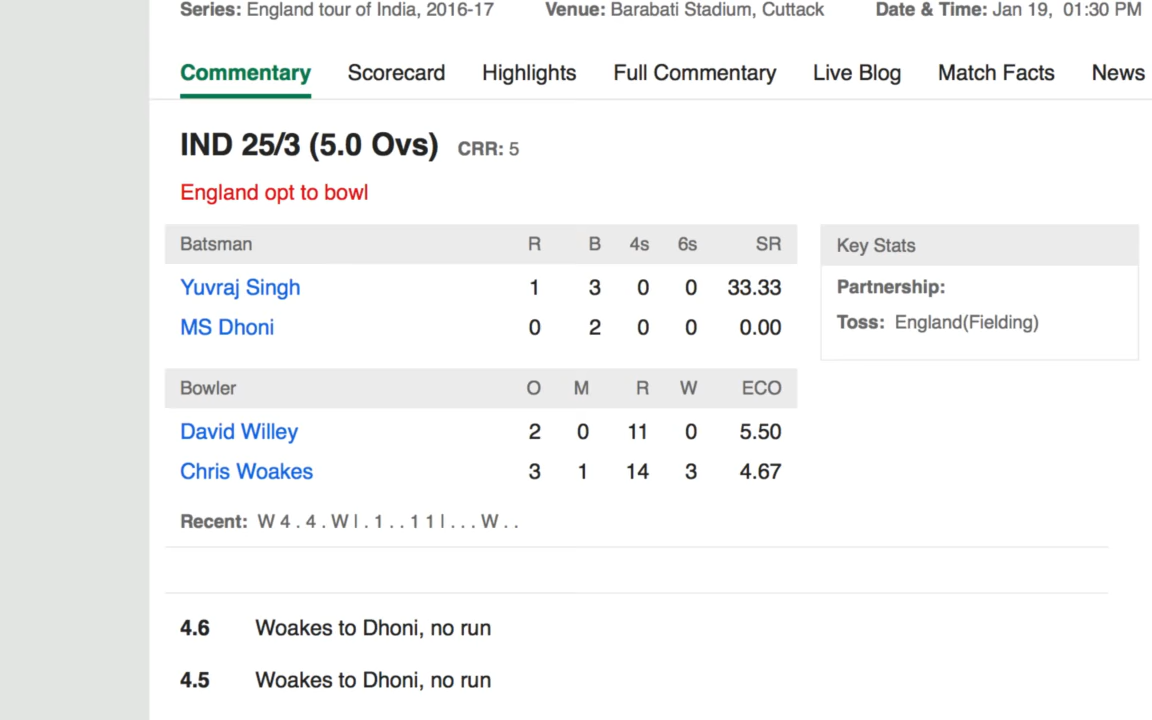 Series: England tour of India, 2016-17 Venue: Barabati Stadium, Cuttack Date & Time: Jan 19, 01:30 PM
Commentary Scorecard Highlights Full Commentary Live Blog Match Facts News
IND 25/3 (5.0 Ovs) CRR: 5
England opt to bowl
Batsman R B 4s 6s SR
Yuvraj Singh 1 3 0 0 33.33
MS Dhoni 0 2 0 0 0.00
Key Stats
Partnership:
Toss: England(Fielding)
Bowler O M R W ECO
David Willey 2 0 11 0 5.50
Chris Woakes 3 1 14 3 4.67
Recent: W 4 . 4 . W | . 1 . . 1 1 | . . . W . .
4.6 Woakes to Dhoni, no run
4.5 Woakes to Dhoni, no run